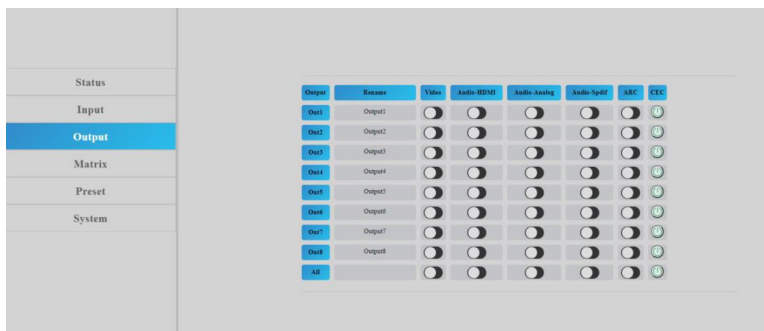 Status
Input
Output
Matrix
Preset
System
Output Rename Video Audio-HDMI Audio-Analog Audio-Spdif ARC CEC
Out1 Output1
Out2 Output2
Out3 Output3
Out4 Output4
Out5 Output5
Out6 Output6
Out7 Output7
Out8 Output8
All